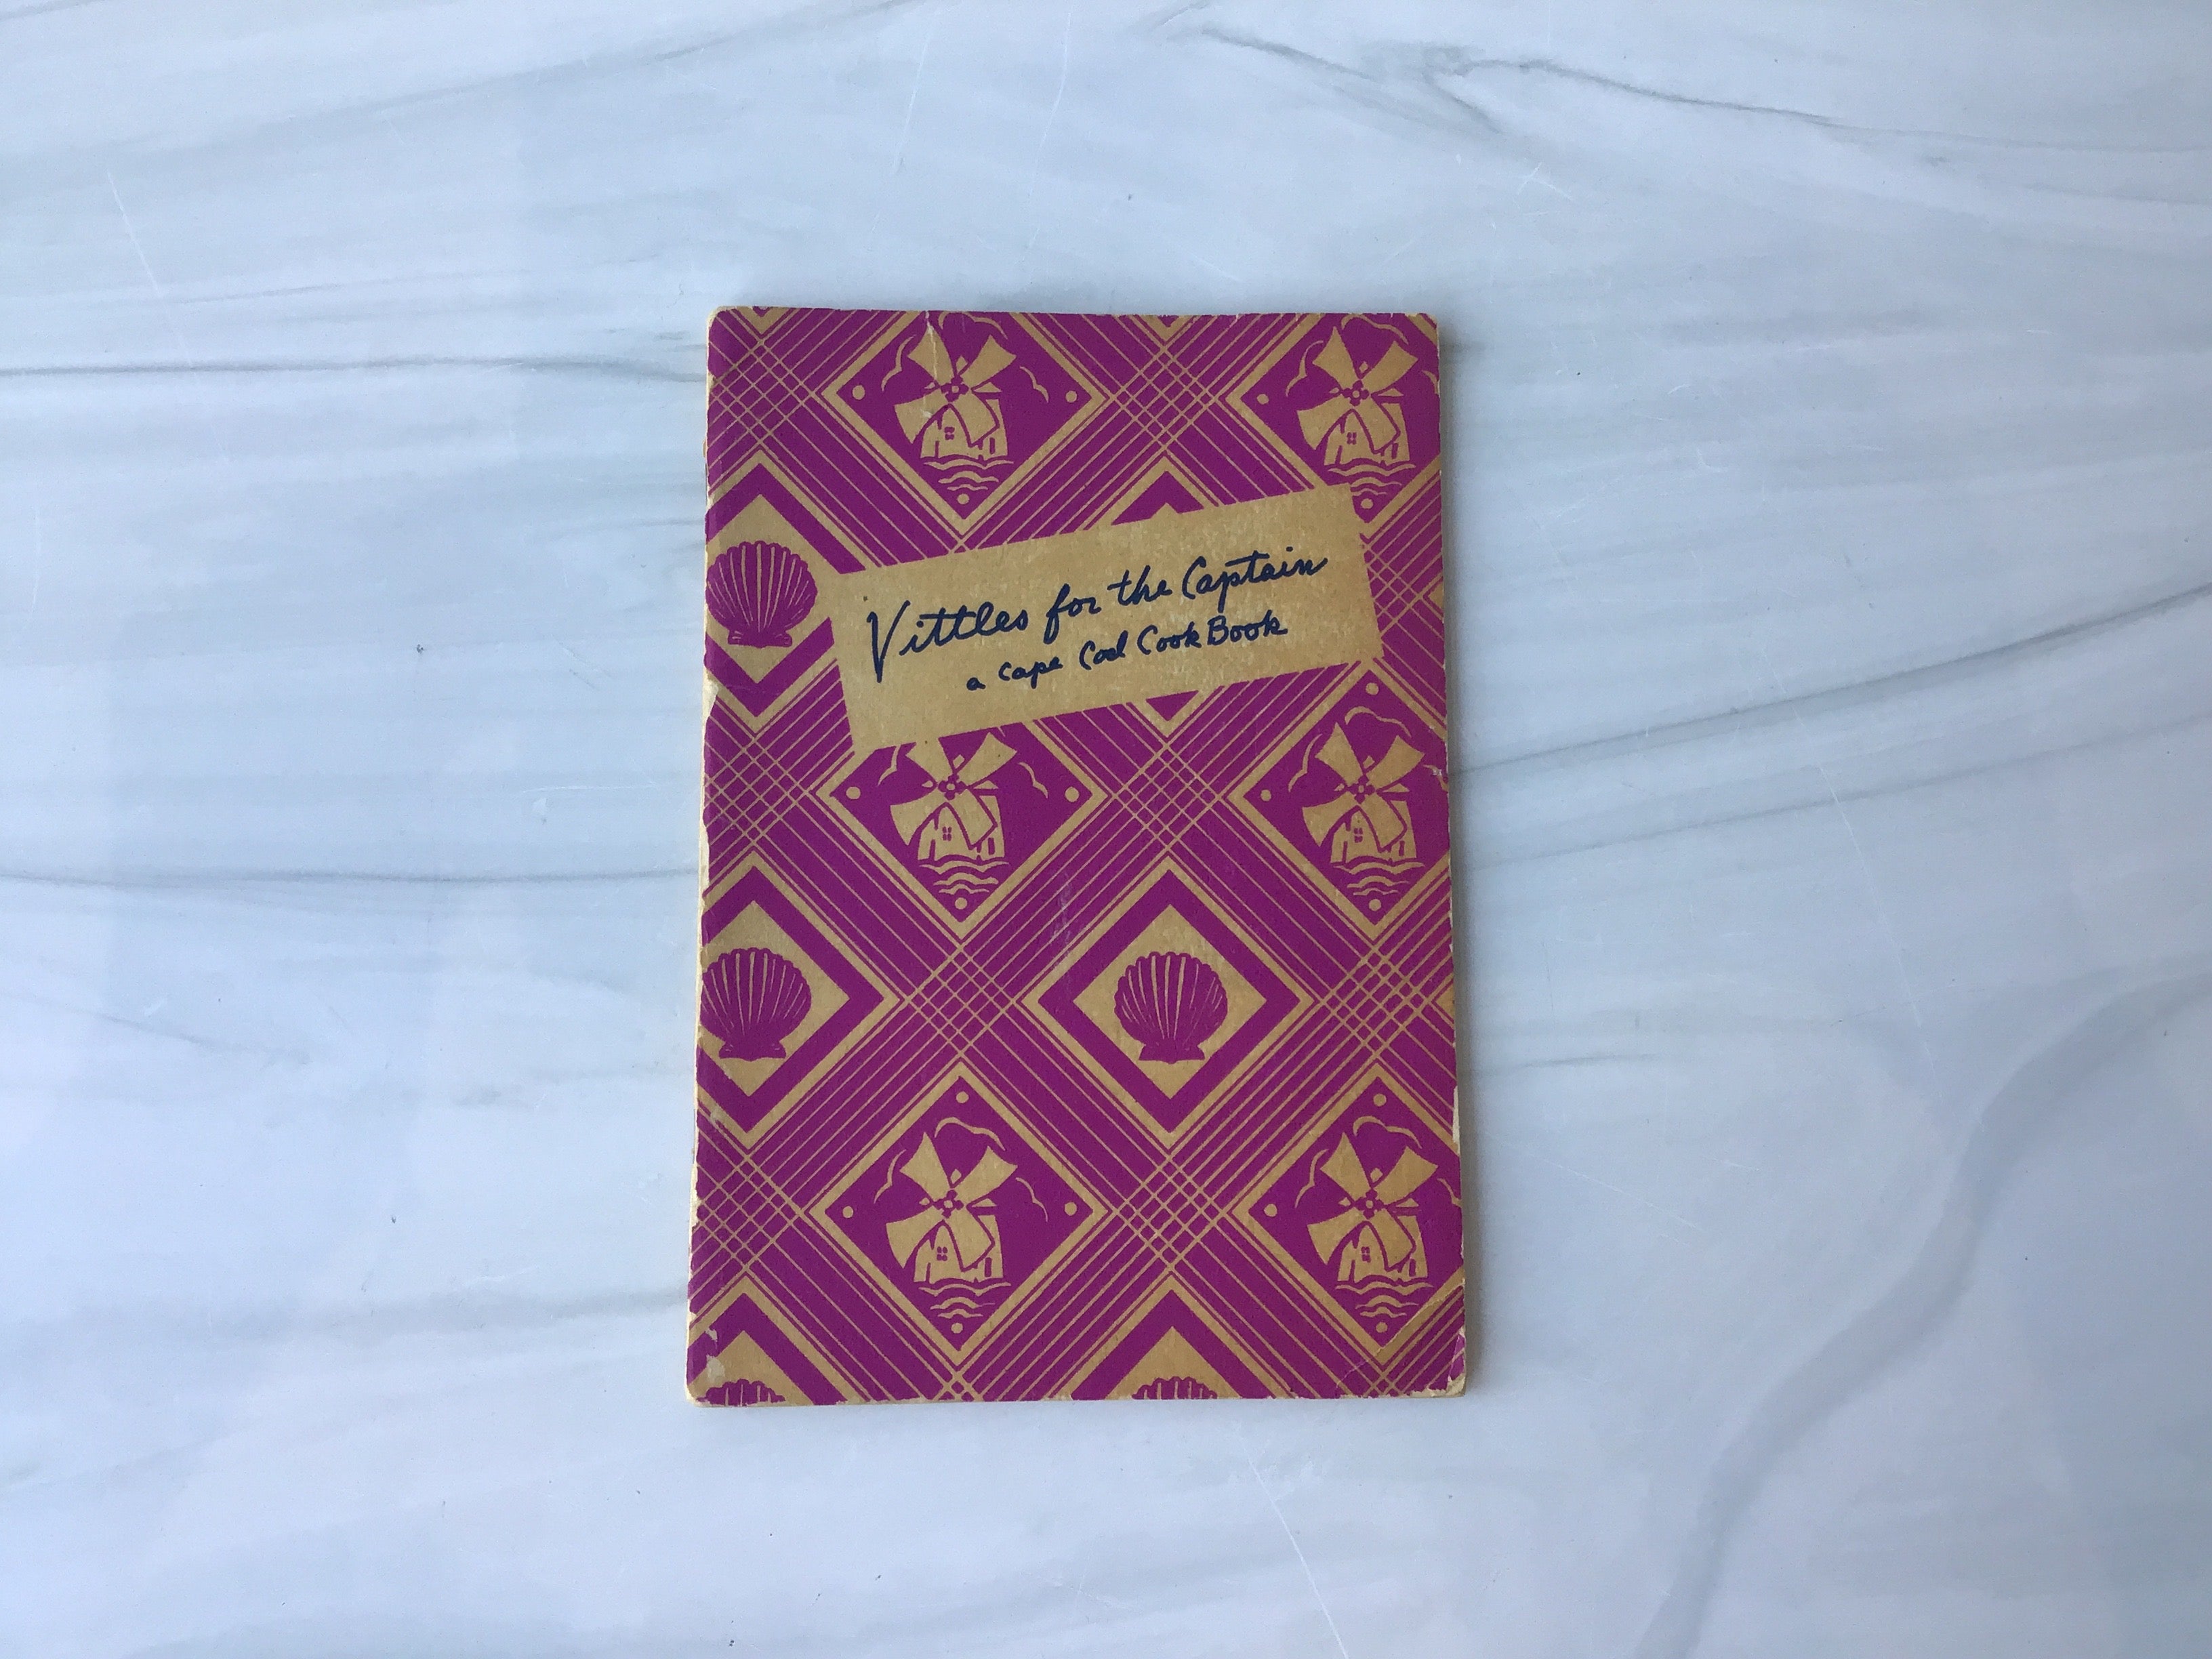 Vittles for the Captain
a cape Cod Cook Book